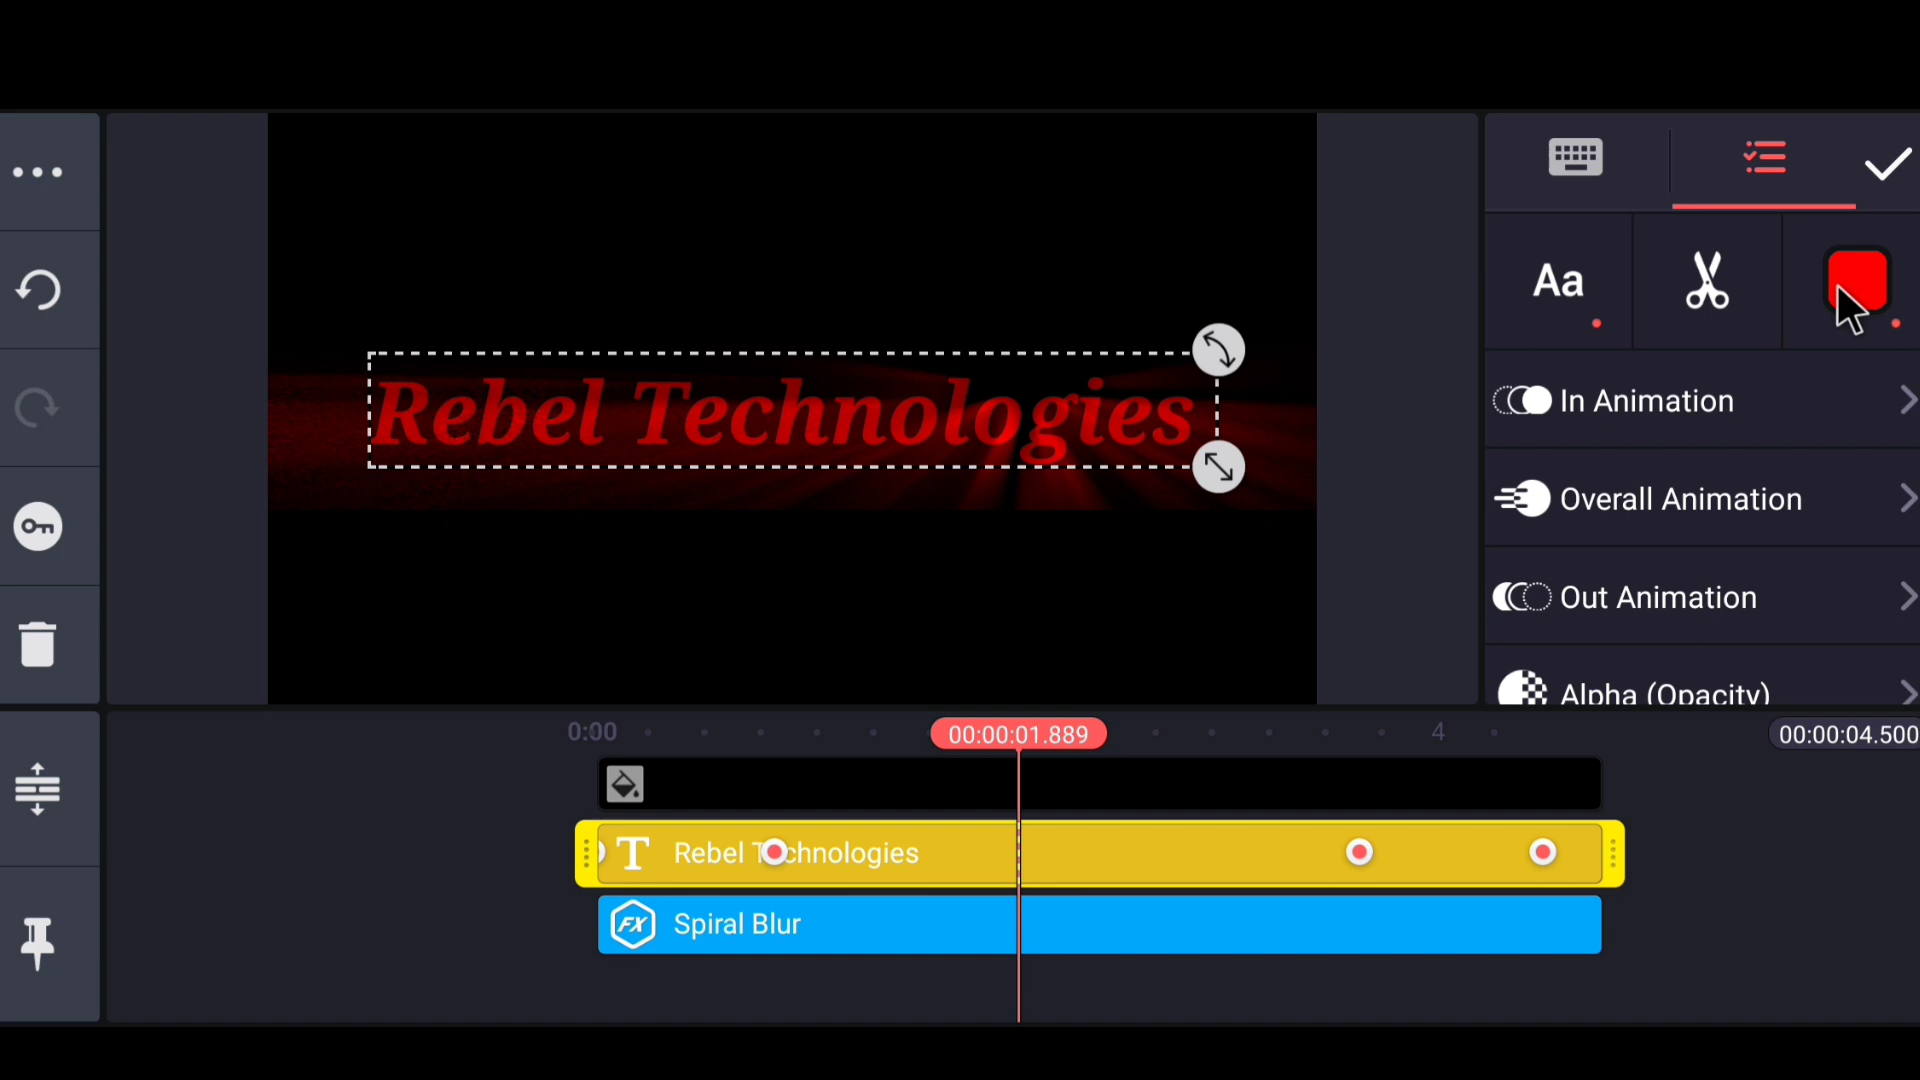 Rebel Technologies
Aa
In Animation
Overall Animation
Out Animation
Alpha (Opacity)
0:00
00:00:01.889
4
00:00:04.500
T
Rebel Technologies
FX
Spiral Blur